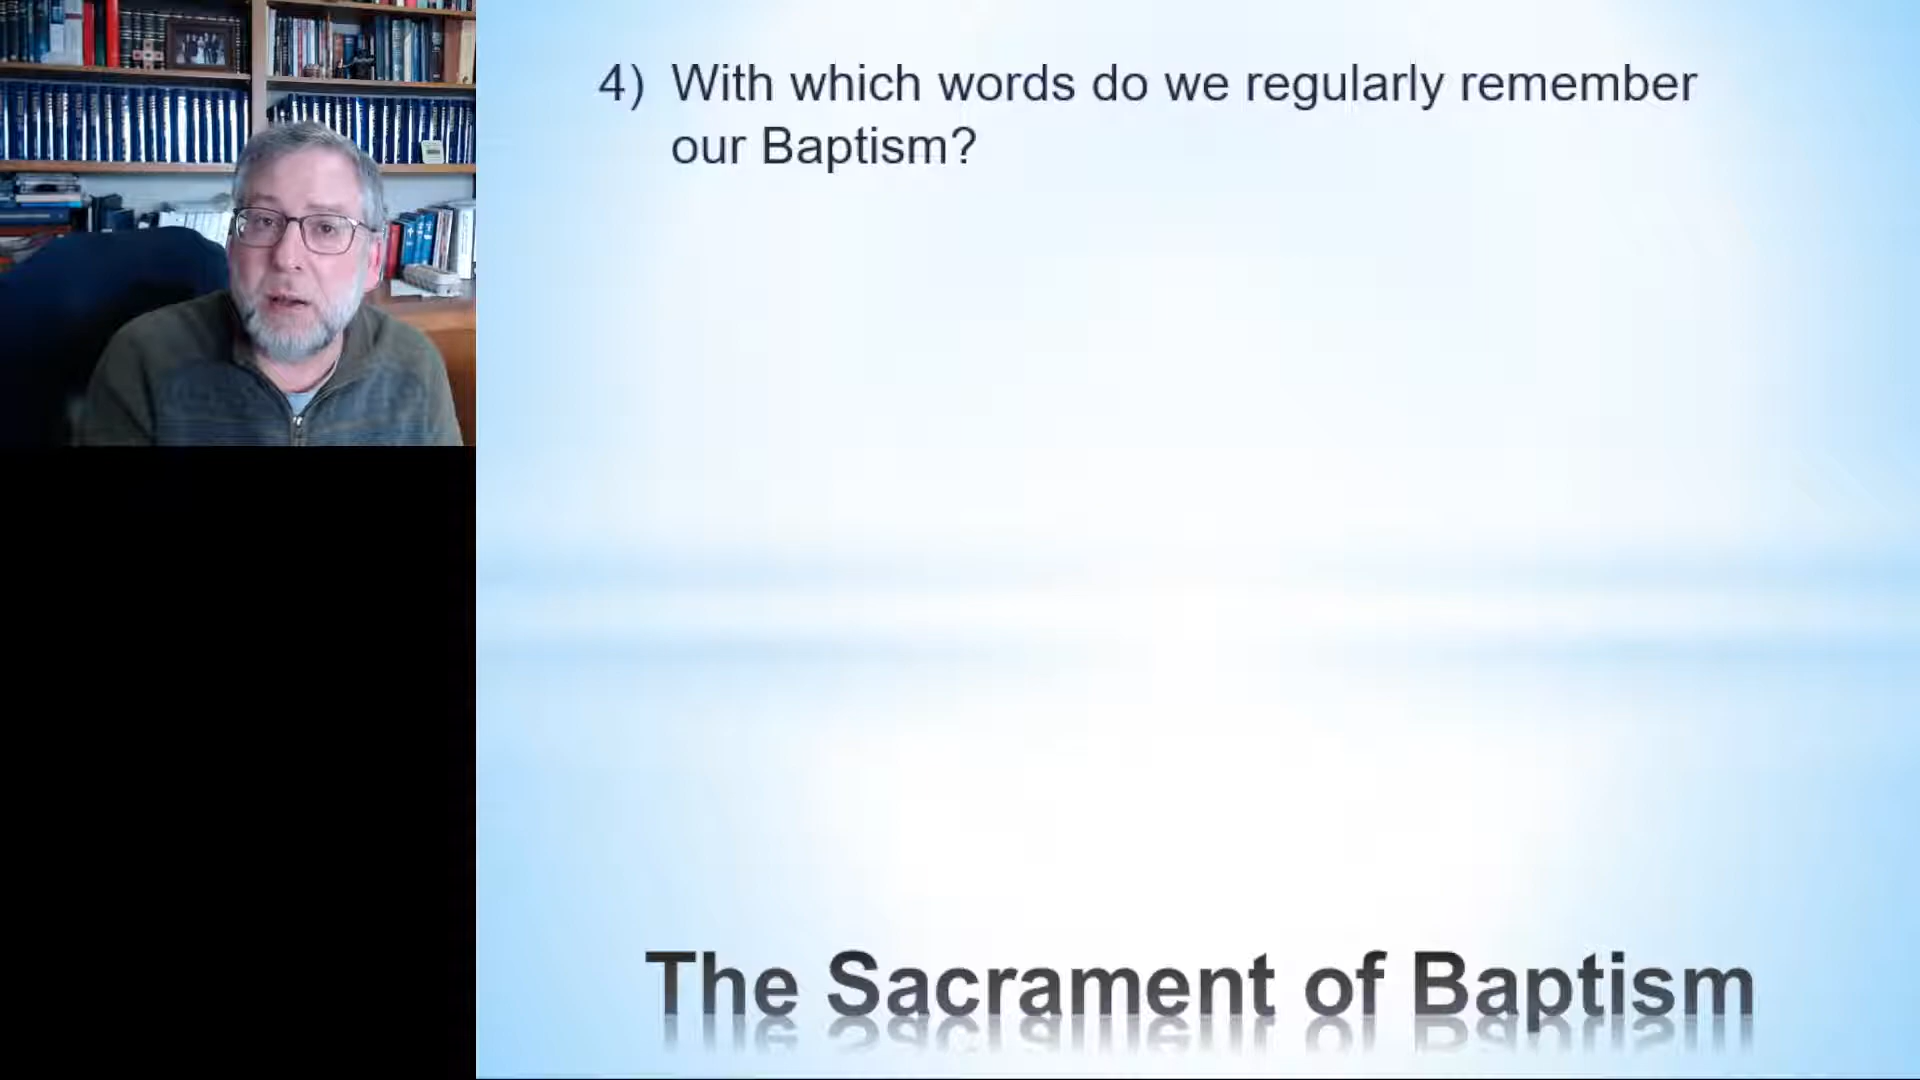 4) With which words do we regularly remember
our Baptism?
The Sacrament of Baptism